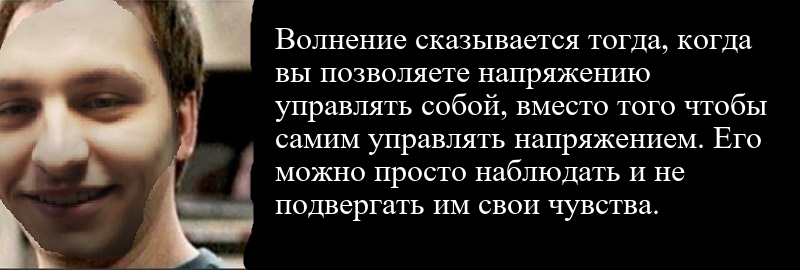 Волнение сказывается тогда, когда
вы позволяете напряжению
управлять собой, вместо того чтобы
самим управлять напряжением. Его
можно просто наблюдать и не
подвергать им свои чувства.